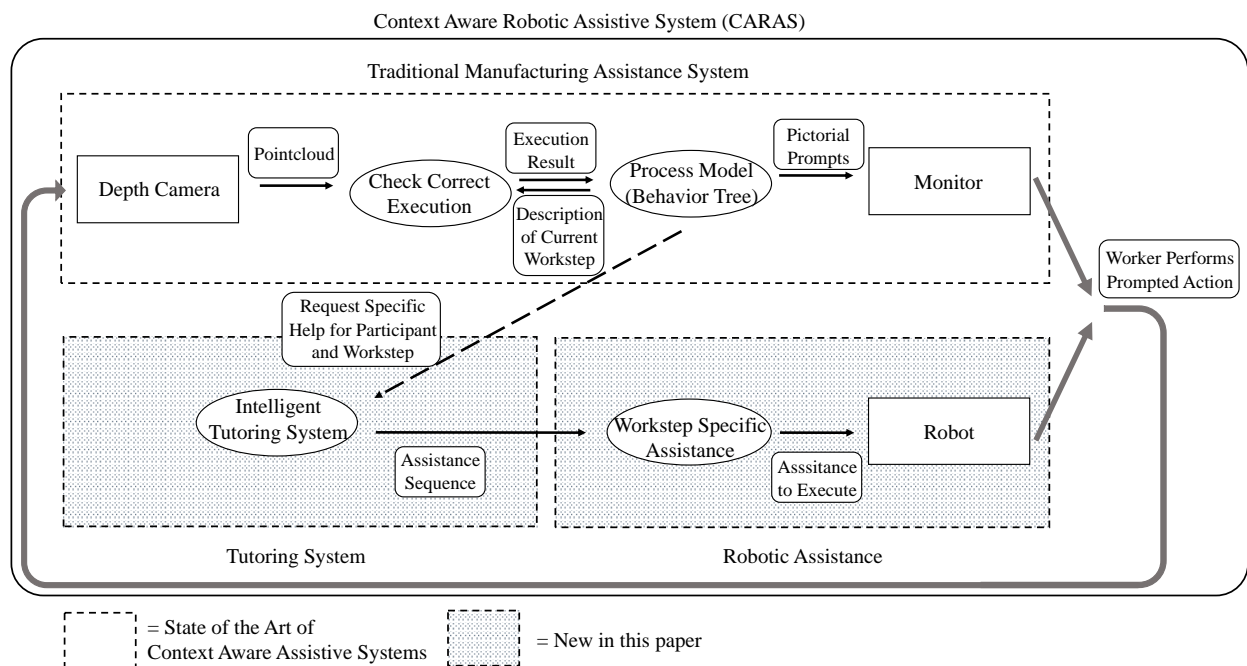 Context Aware Robotic Assistive System (CARAS)
Traditional Manufacturing Assistance System
Depth Camera
Pointcloud
Check Correct
Execution
Execution
Result
Description
of Current
Workstep
Process Model
(Behavior Tree)
Pictorial
Prompts
Monitor
Worker Performs
Prompted Action
Request Specific
Help for Participant
and Workstep
Intelligent
Tutoring System
Assistance
Sequence
Workstep Specific
Assistance
Asssitance
to Execute
Robot
Tutoring System
Robotic Assistance
= State of the Art of
Context Aware Assistive Systems
= New in this paper